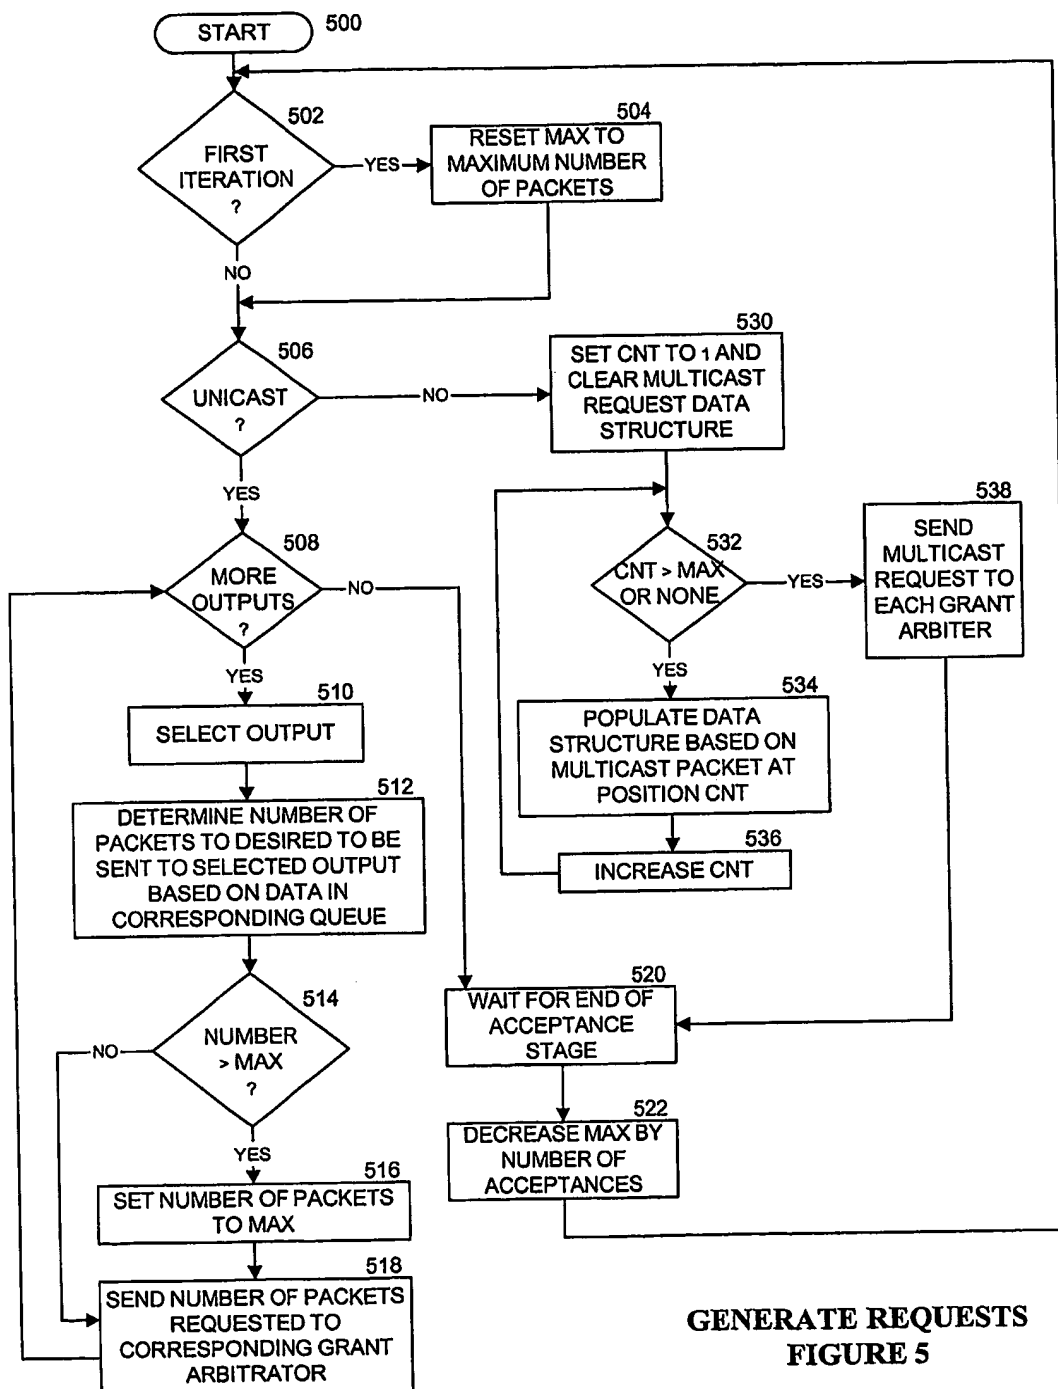 START
500
502
FIRST
ITERATION
?
YES
504
RESET MAX TO
MAXIMUM NUMBER
OF PACKETS
NO
506
UNICAST
?
NO
530
SET CNT TO 1 AND
CLEAR MULTICAST
REQUEST DATA
STRUCTURE
YES
508
MORE
OUTPUTS
?
NO
532
CNT > MAX
OR NONE
YES
538
SEND
MULTICAST
REQUEST TO
EACH GRANT
ARBITER
YES
534
POPULATE DATA
STRUCTURE BASED ON
MULTICAST PACKET AT
POSITION CNT
536
INCREASE CNT
YES
510
SELECT OUTPUT
512
DETERMINE NUMBER OF
PACKETS TO DESIRED TO BE
SENT TO SELECTED OUTPUT
BASED ON DATA IN
CORRESPONDING QUEUE
514
NUMBER
> MAX
?
NO
YES
516
SET NUMBER OF PACKETS
TO MAX
518
SEND NUMBER OF PACKETS
REQUESTED TO
CORRESPONDING GRANT
ARBITRATOR
520
WAIT FOR END OF
ACCEPTANCE
STAGE
522
DECREASE MAX BY
NUMBER OF
ACCEPTANCES
GENERATE REQUESTS
FIGURE 5